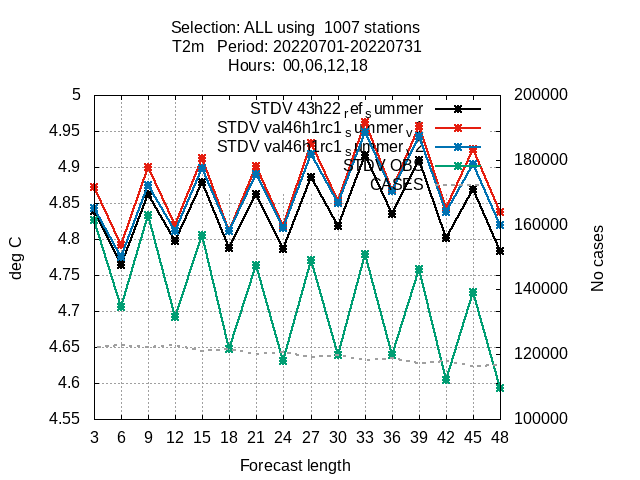 Selection: ALL using  1007 stations
T2m   Period: 20220701-20220731
Hours:  00,06,12,18
STDV 43h22_ref_summer
STDV val46h1rc1_summer_v
STDV val46h1rc1_summer_v2
STDV OBS
CASES
5
4.95
4.9
4.85
4.8
4.75
4.7
4.65
4.6
4.55
200000
180000
160000
140000
120000
100000
deg C
No cases
3 6 9 12 15 18 21 24 27 30 33 36 39 42 45 48
Forecast length